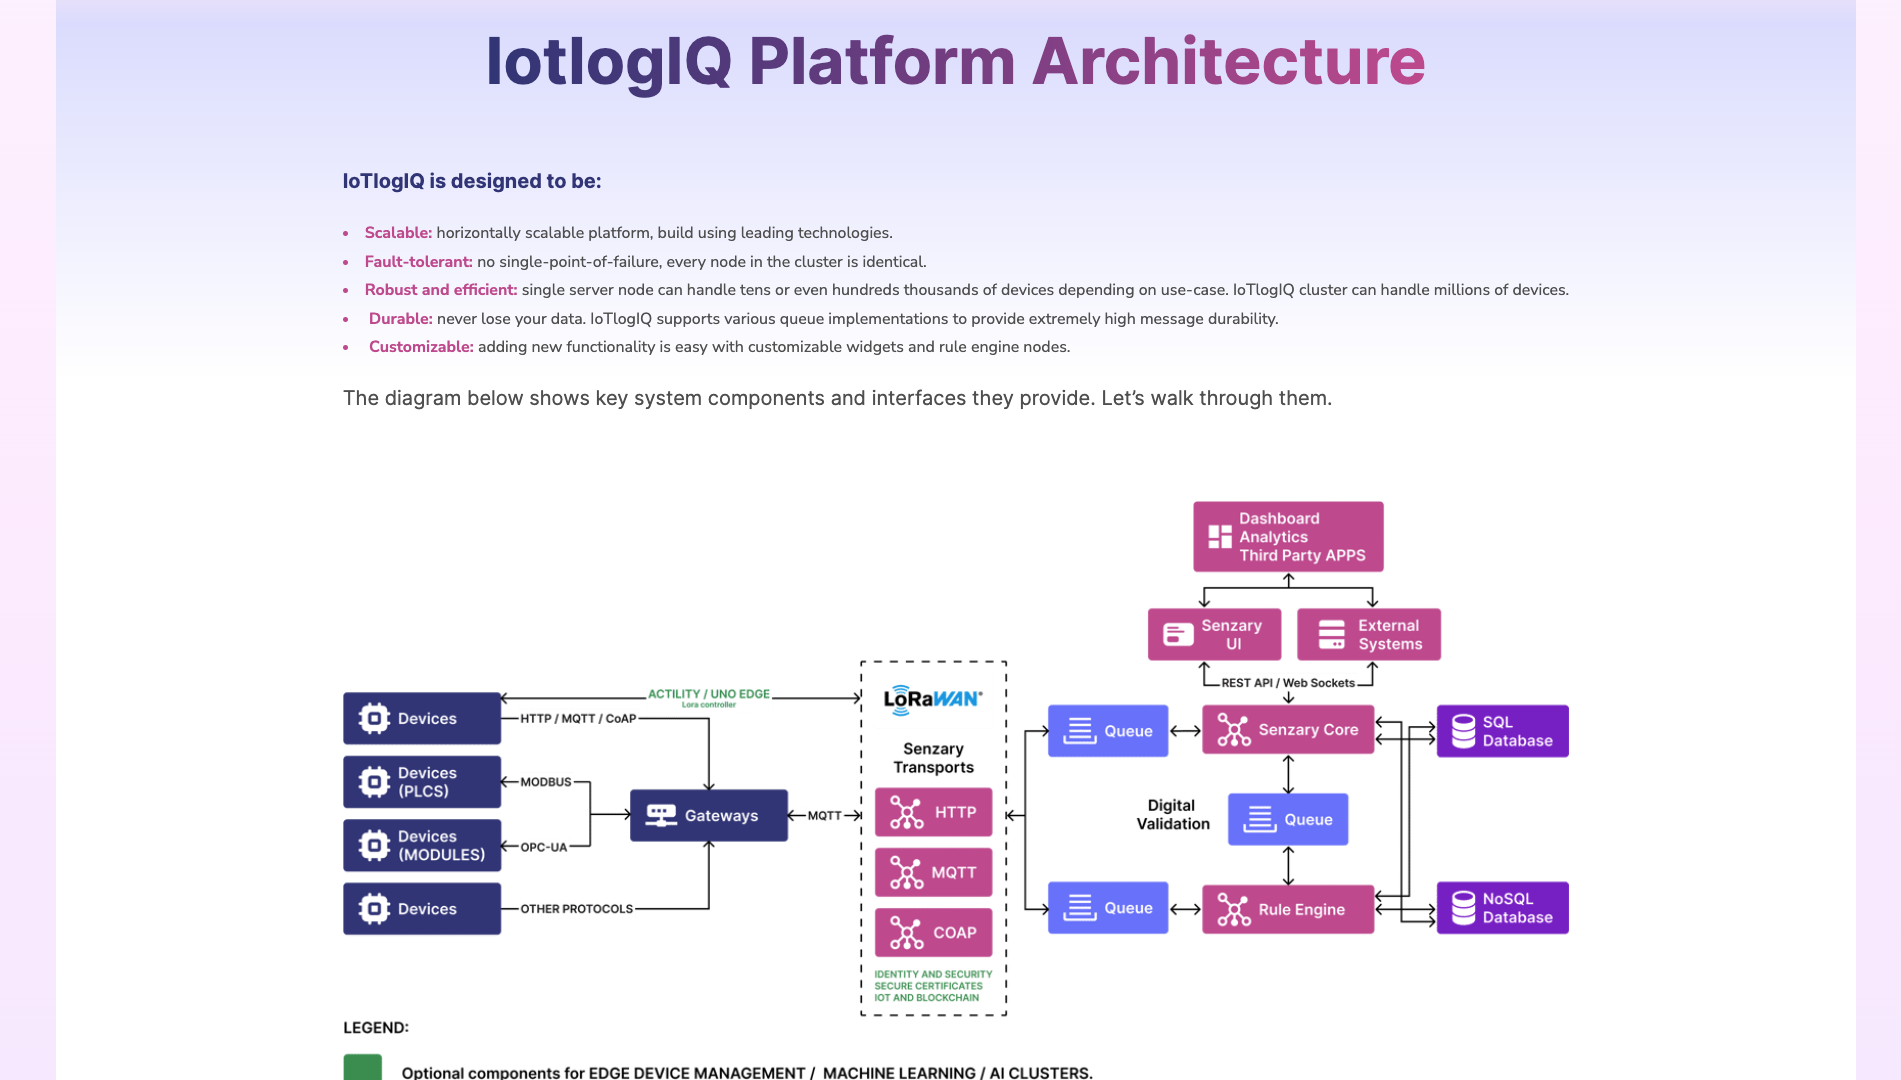 IotlogIQ Platform Architecture
IoTlogIQ is designed to be:
• Scalable: horizontally scalable platform, build using leading technologies.
• Fault-tolerant: no single-point-of-failure, every node in the cluster is identical.
• Robust and efficient: single server node can handle tens or even hundreds thousands of devices depending on use-case. IoTlogIQ cluster can handle millions of devices.
• Durable: never lose your data. IoTlogIQ supports various queue implementations to provide extremely high message durability.
• Customizable: adding new functionality is easy with customizable widgets and rule engine nodes.
The diagram below shows key system components and interfaces they provide. Let’s walk through them.
Dashboard
Analytics
Third Party APPS
Senzary
UI
External
Systems
REST API / Web Sockets
Devices
ACTILITY / UNO EDGE
Lora controller
HTTP / MQTT / CoAP
Devices
(PLCS)
MODBUS
Devices
(MODULES)
OPC-UA
Devices
OTHER PROTOCOLS
Gateways
MQTT
LoRaWAN®
Senzary
Transports
HTTP
MQTT
COAP
IDENTITY AND SECURITY
SECURE CERTIFICATES
IOT AND BLOCKCHAIN
Queue
Senzary Core
SQL
Database
Digital
Validation
Queue
Queue
Rule Engine
NoSQL
Database
LEGEND:
Optional components for EDGE DEVICE MANAGEMENT / MACHINE LEARNING / AI CLUSTERS.